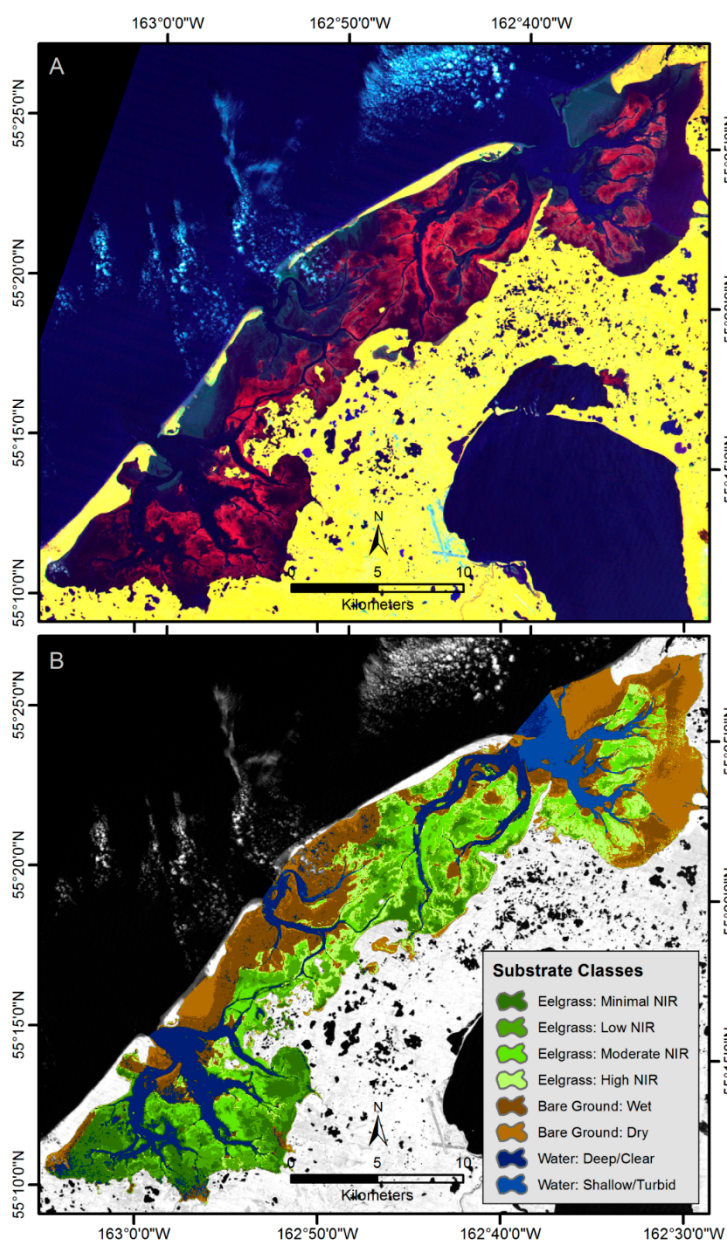 163°0'0"W 162°50'0"W 162°40'0"W
A
55°25'0"N
55°20'0"N
55°15'0"N
55°10'0"N
N
0 5 10
Kilometers
B
55°25'0"N
55°20'0"N
55°15'0"N
55°10'0"N
N
0 5 10
Kilometers
Substrate Classes
Eelgrass: Minimal NIR
Eelgrass: Low NIR
Eelgrass: Moderate NIR
Eelgrass: High NIR
Bare Ground: Wet
Bare Ground: Dry
Water: Deep/Clear
Water: Shallow/Turbid
163°0'0"W 162°50'0"W 162°40'0"W 162°30'0"W